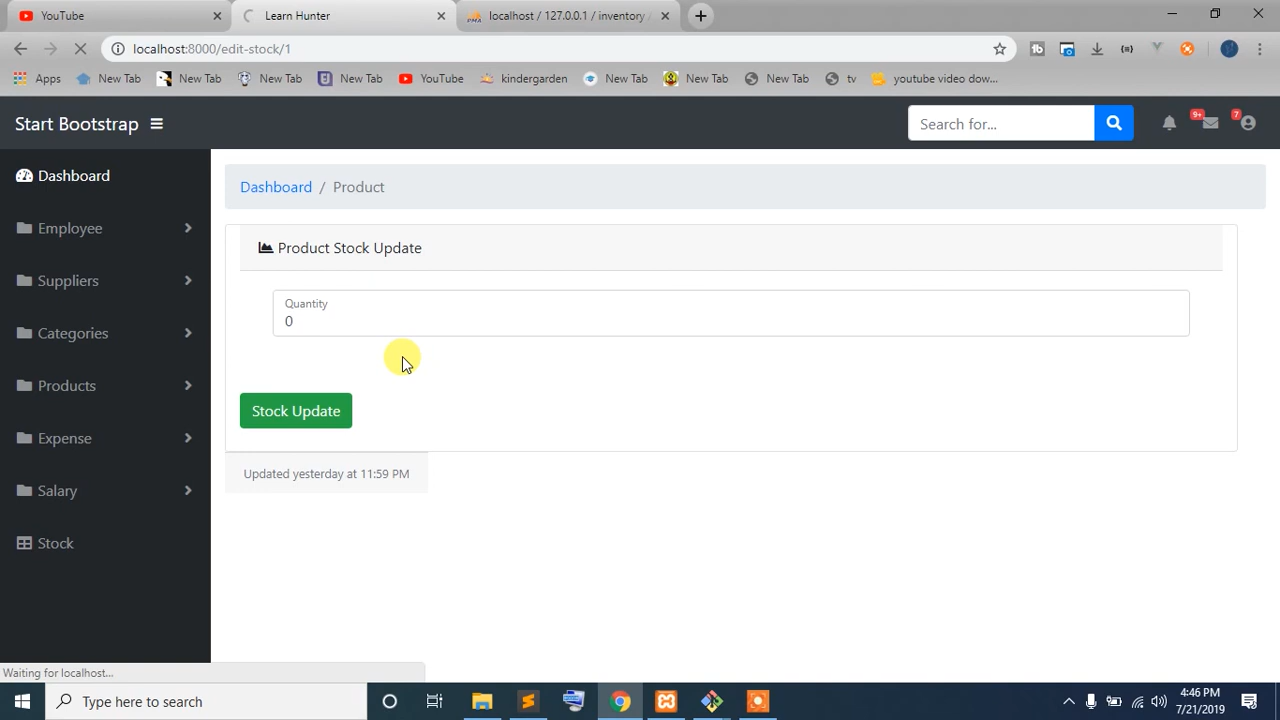 YouTube
Learn Hunter
localhost / 127.0.0.1 / inventory
localhost:8000/edit-stock/1
Apps
New Tab
New Tab
New Tab
New Tab
YouTube
kindergarden
New Tab
New Tab
New Tab
tv
youtube video dow...
Start Bootstrap
Search for...
9+
7
Dashboard
Employee
Suppliers
Categories
Products
Expense
Salary
Stock
Dashboard / Product
Product Stock Update
Quantity
0
Stock Update
Updated yesterday at 11:59 PM
Waiting for localhost...
Type here to search
4:46 PM
7/21/2019